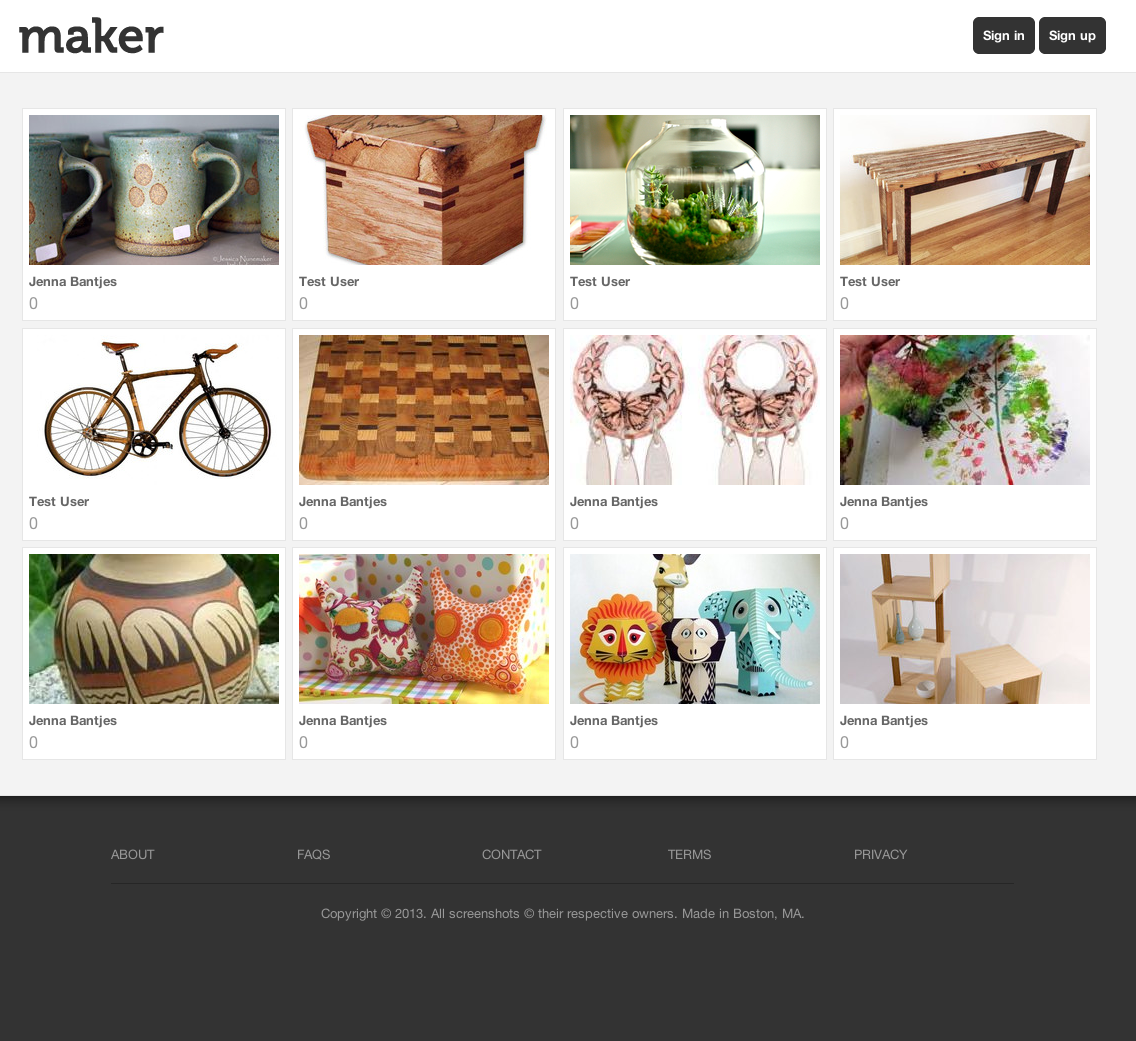 maker
Sign in Sign up
© Jessica Nunemaker
Jenna Bantjes Test User Test User Test User
0 0 0 0
Test User Jenna Bantjes Jenna Bantjes Jenna Bantjes
0 0 0 0
Jenna Bantjes Jenna Bantjes Jenna Bantjes Jenna Bantjes
0 0 0 0
ABOUT FAQS CONTACT TERMS PRIVACY
Copyright © 2013. All screenshots © their respective owners. Made in Boston, MA.